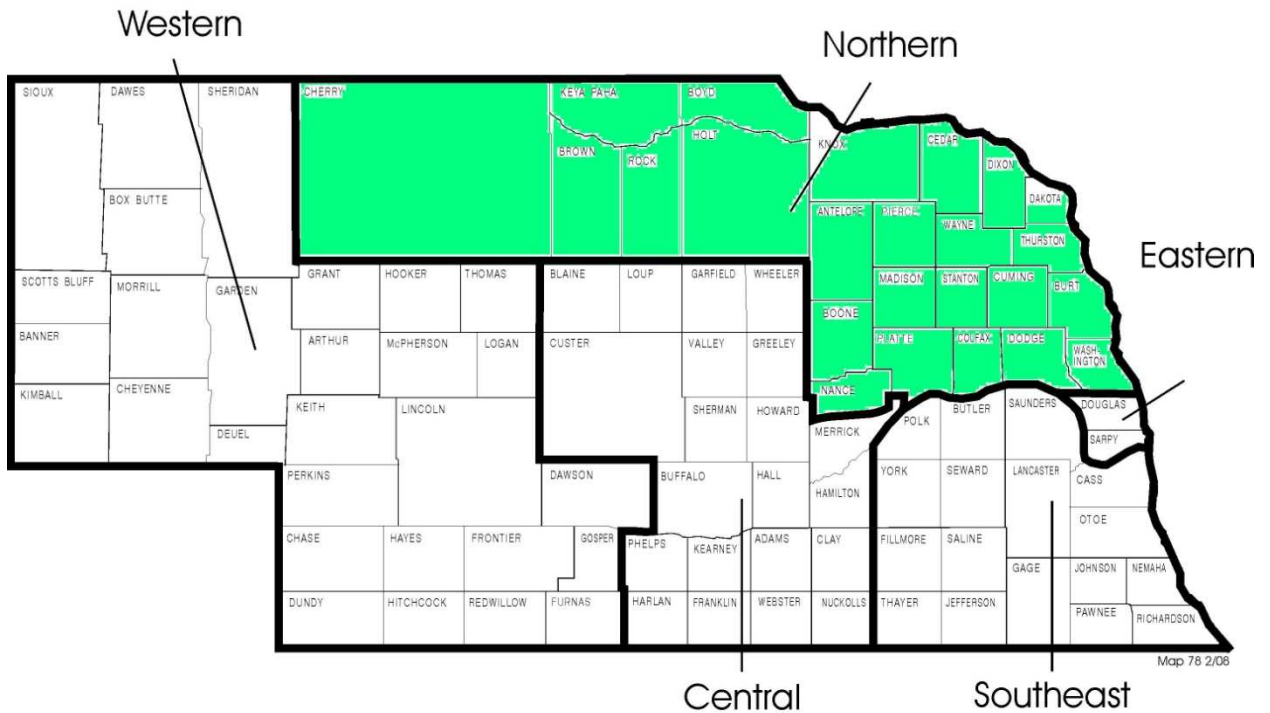 Western
Northern
SIOUX
DAWES
SHERIDAN
CHERRY
KEYA PAHA
BOYD
HOLT
BROWN
ROCK
KNOX
CEDAR
DIXON
DAKOTA
BOX BUTTE
ANTELOPE
PIERCE
WAYNE
THURSTON
Eastern
SCOTTS BLUFF
MORRILL
GARDEN
GRANT
HOOKER
THOMAS
BLAINE
LOUP
GARFIELD
WHEELER
MADISON
STANTON
CUMING
BURT
BANNER
ARTHUR
McPHERSON
LOGAN
CUSTER
VALLEY
GREELEY
BOONE
PLATTE
COLFAX
DODGE
WASH-
INGTON
KIMBALL
CHEYENNE
KEITH
LINCOLN
SHERMAN
HOWARD
NANCE
MERRICK
POLK
BUTLER
SAUNDERS
DOUGLAS
SARPY
DEUEL
PERKINS
DAWSON
BUFFALO
HALL
HAMILTON
YORK
SEWARD
LANCASTER
CASS
OTOE
CHASE
HAYES
FRONTIER
GOSPER
PHELPS
KEARNEY
ADAMS
CLAY
FILLMORE
SALINE
GAGE
JOHNSON
NEMAHA
DUNDY
HITCHCOCK
REDWILLOW
FURNAS
HARLAN
FRANKLIN
WEBSTER
NUCKOLLS
THAYER
JEFFERSON
PAWNEE
RICHARDSON
Map 78 2/08
Central
Southeast